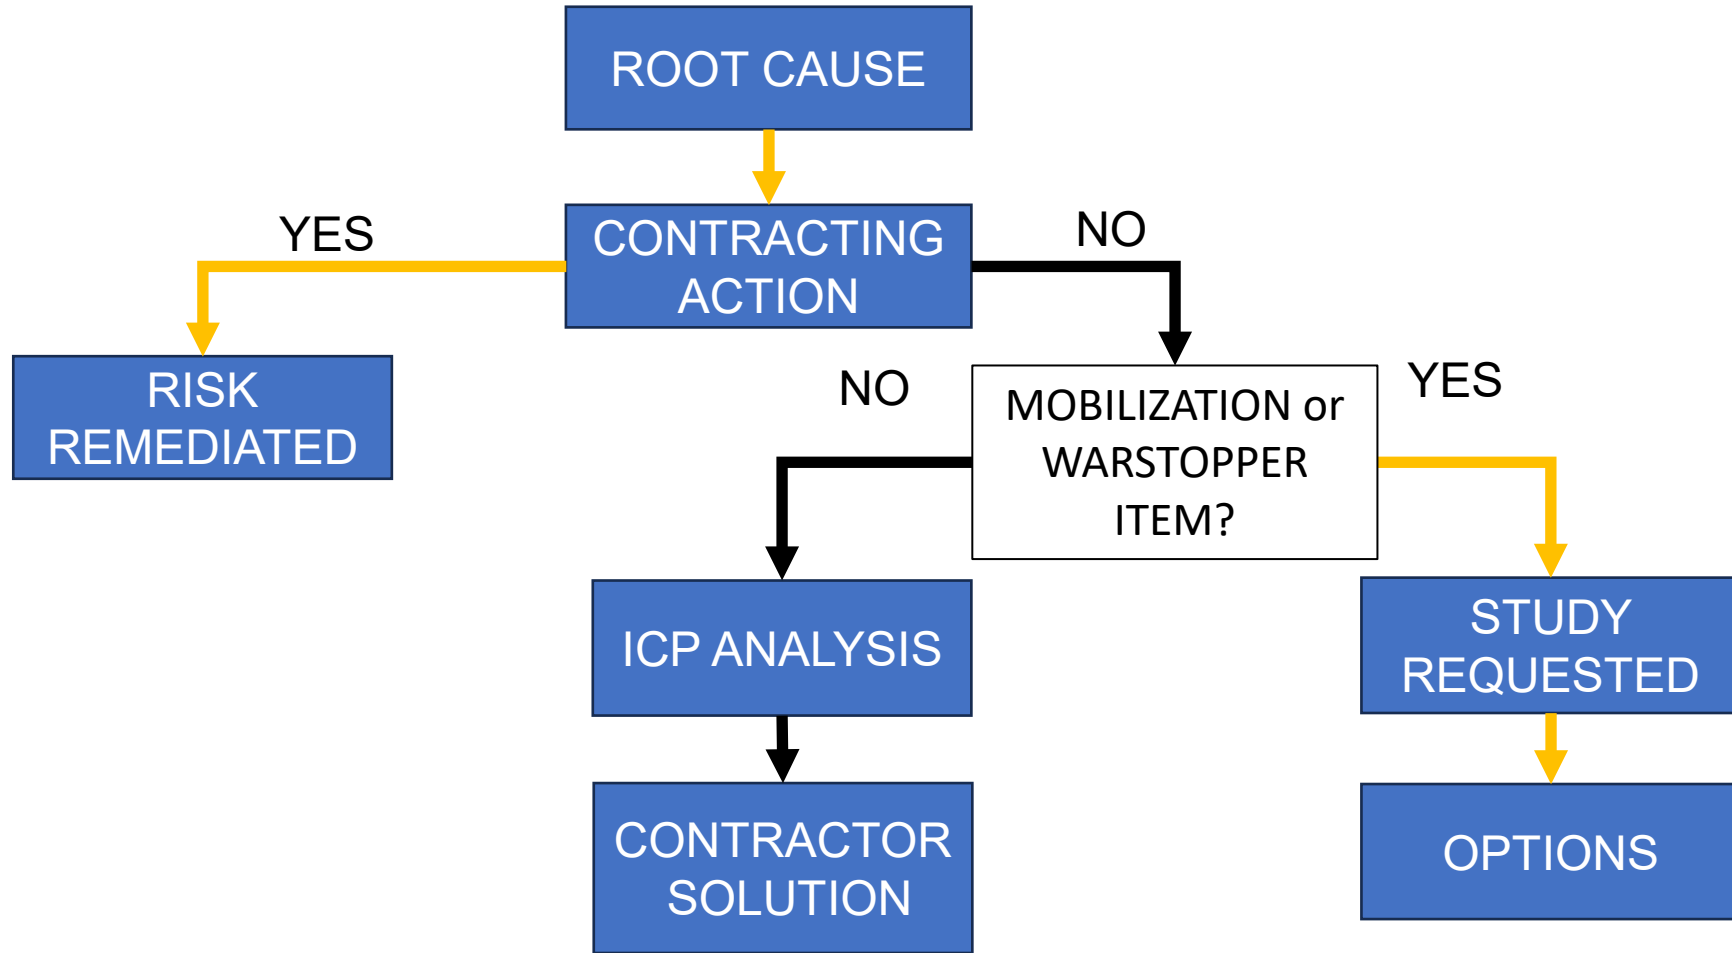 ROOT CAUSE
YES
CONTRACTING
ACTION
NO
RISK
REMEDIATED
NO
MOBILIZATION or
WARSTOPPER
ITEM?
YES
ICP ANALYSIS
STUDY
REQUESTED
CONTRACTOR
SOLUTION
OPTIONS